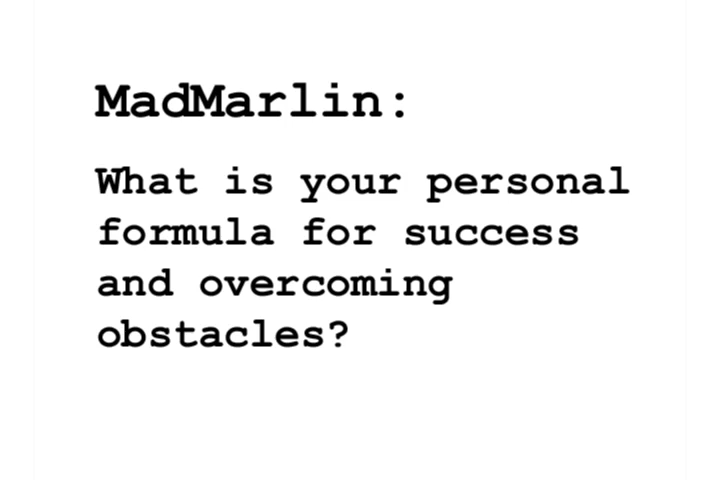 MadMarlin:
What is your personal
formula for success
and overcoming
obstacles?